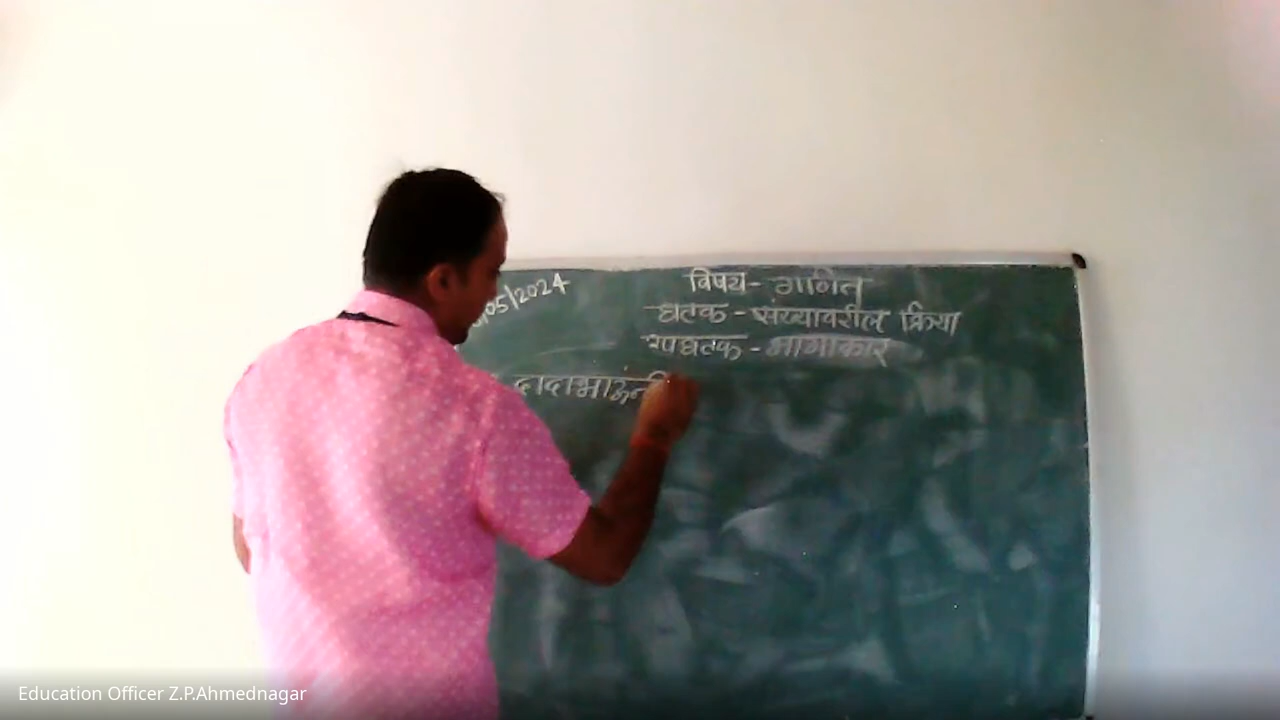 05/2024
विषय - गणित
घटक - संख्यावरील क्रिया
उपघटक - भागाकार
दादाभाऊनी
Education Officer Z.P.Ahmednagar